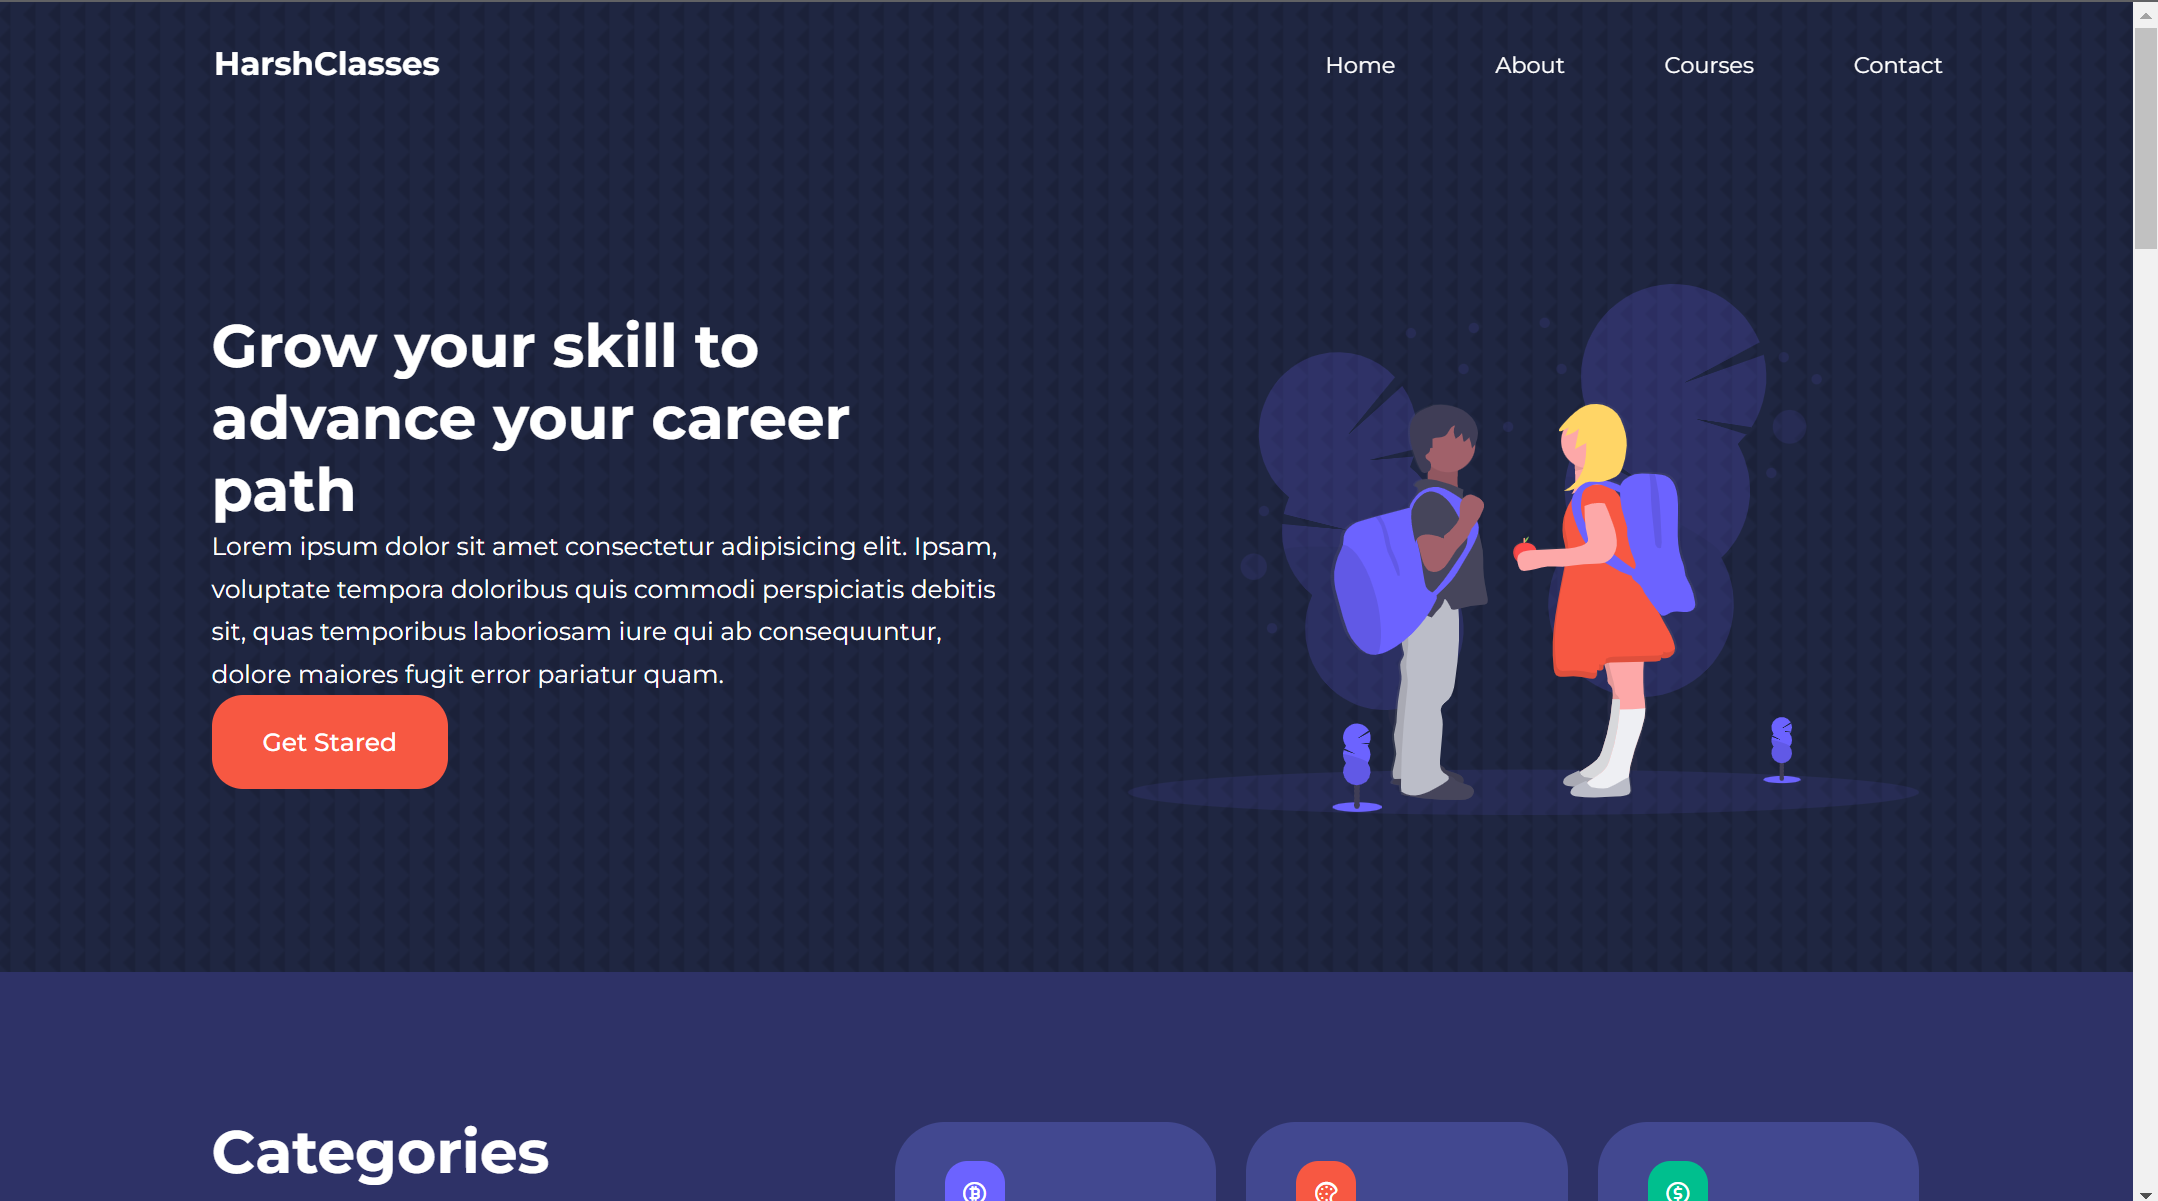 HarshClasses
Home About Courses Contact
Grow your skill to
advance your career
path
Lorem ipsum dolor sit amet consectetur adipisicing elit. Ipsam,
voluptate tempora doloribus quis commodi perspiciatis debitis
sit, quas temporibus laboriosam iure qui ab consequuntur,
dolore maiores fugit error pariatur quam.
Get Stared
Categories